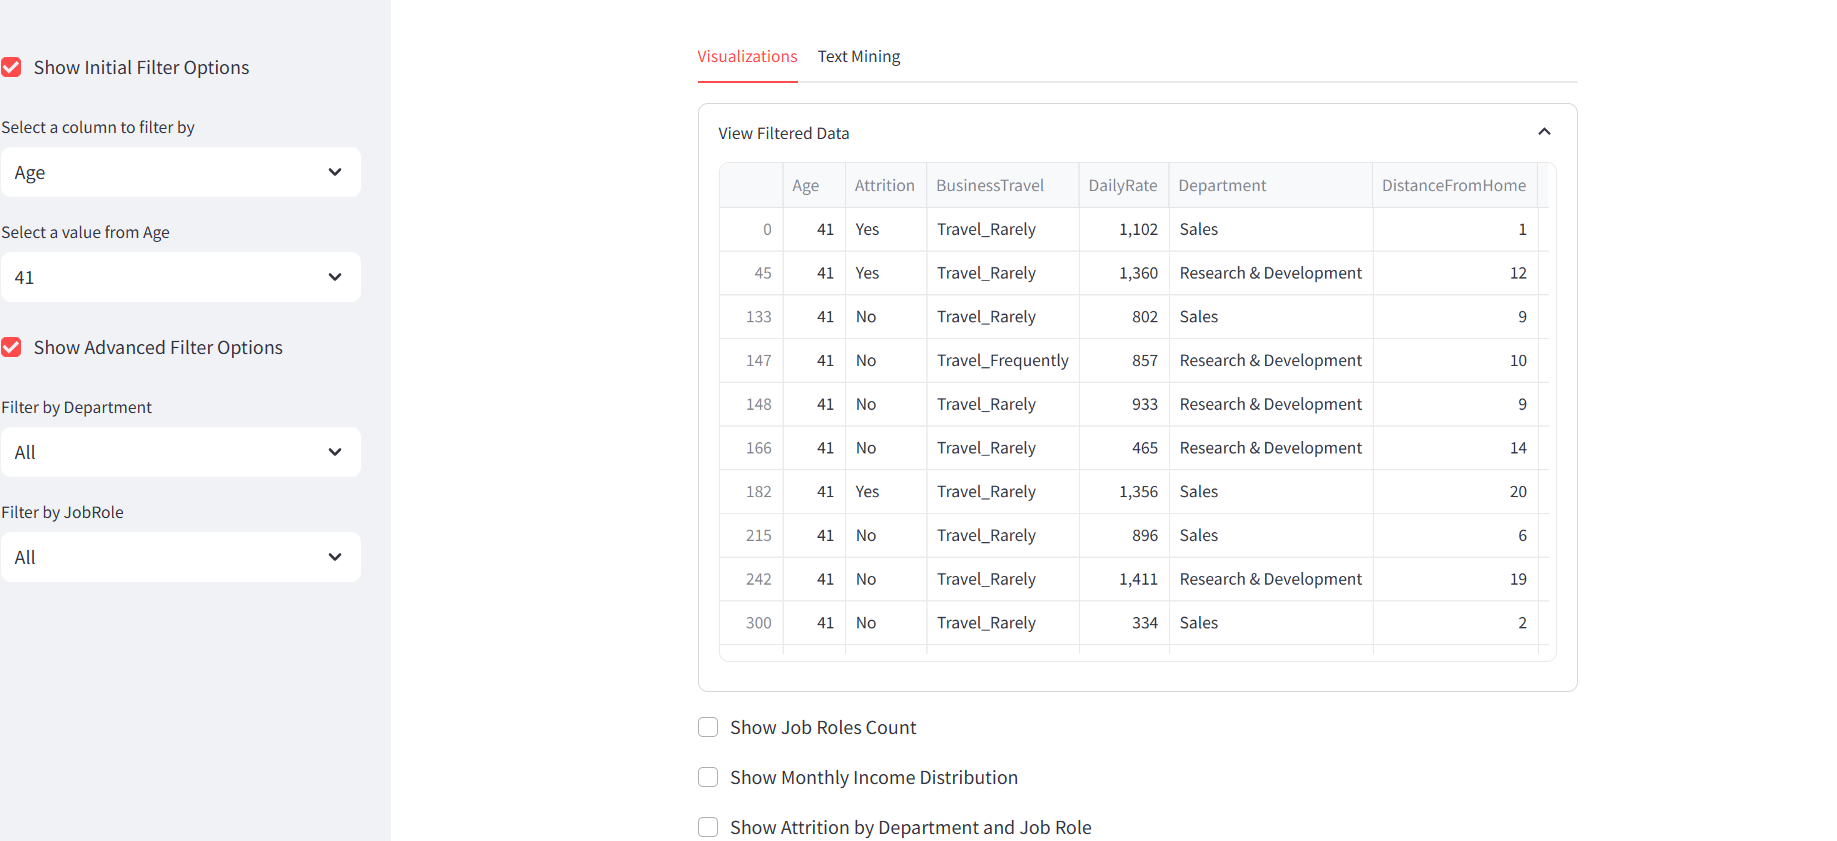 Show Initial Filter Options
Select a column to filter by
Age
Select a value from Age
41
Show Advanced Filter Options
Filter by Department
All
Filter by JobRole
All
Visualizations Text Mining
View Filtered Data
Age Attrition BusinessTravel DailyRate Department DistanceFromHome
0 41 Yes Travel_Rarely 1,102 Sales 1
45 41 Yes Travel_Rarely 1,360 Research & Development 12
133 41 No Travel_Rarely 802 Sales 9
147 41 No Travel_Frequently 857 Research & Development 10
148 41 No Travel_Rarely 933 Research & Development 9
166 41 No Travel_Rarely 465 Research & Development 14
182 41 Yes Travel_Rarely 1,356 Sales 20
215 41 No Travel_Rarely 896 Sales 6
242 41 No Travel_Rarely 1,411 Research & Development 19
300 41 No Travel_Rarely 334 Sales 2
Show Job Roles Count
Show Monthly Income Distribution
Show Attrition by Department and Job Role